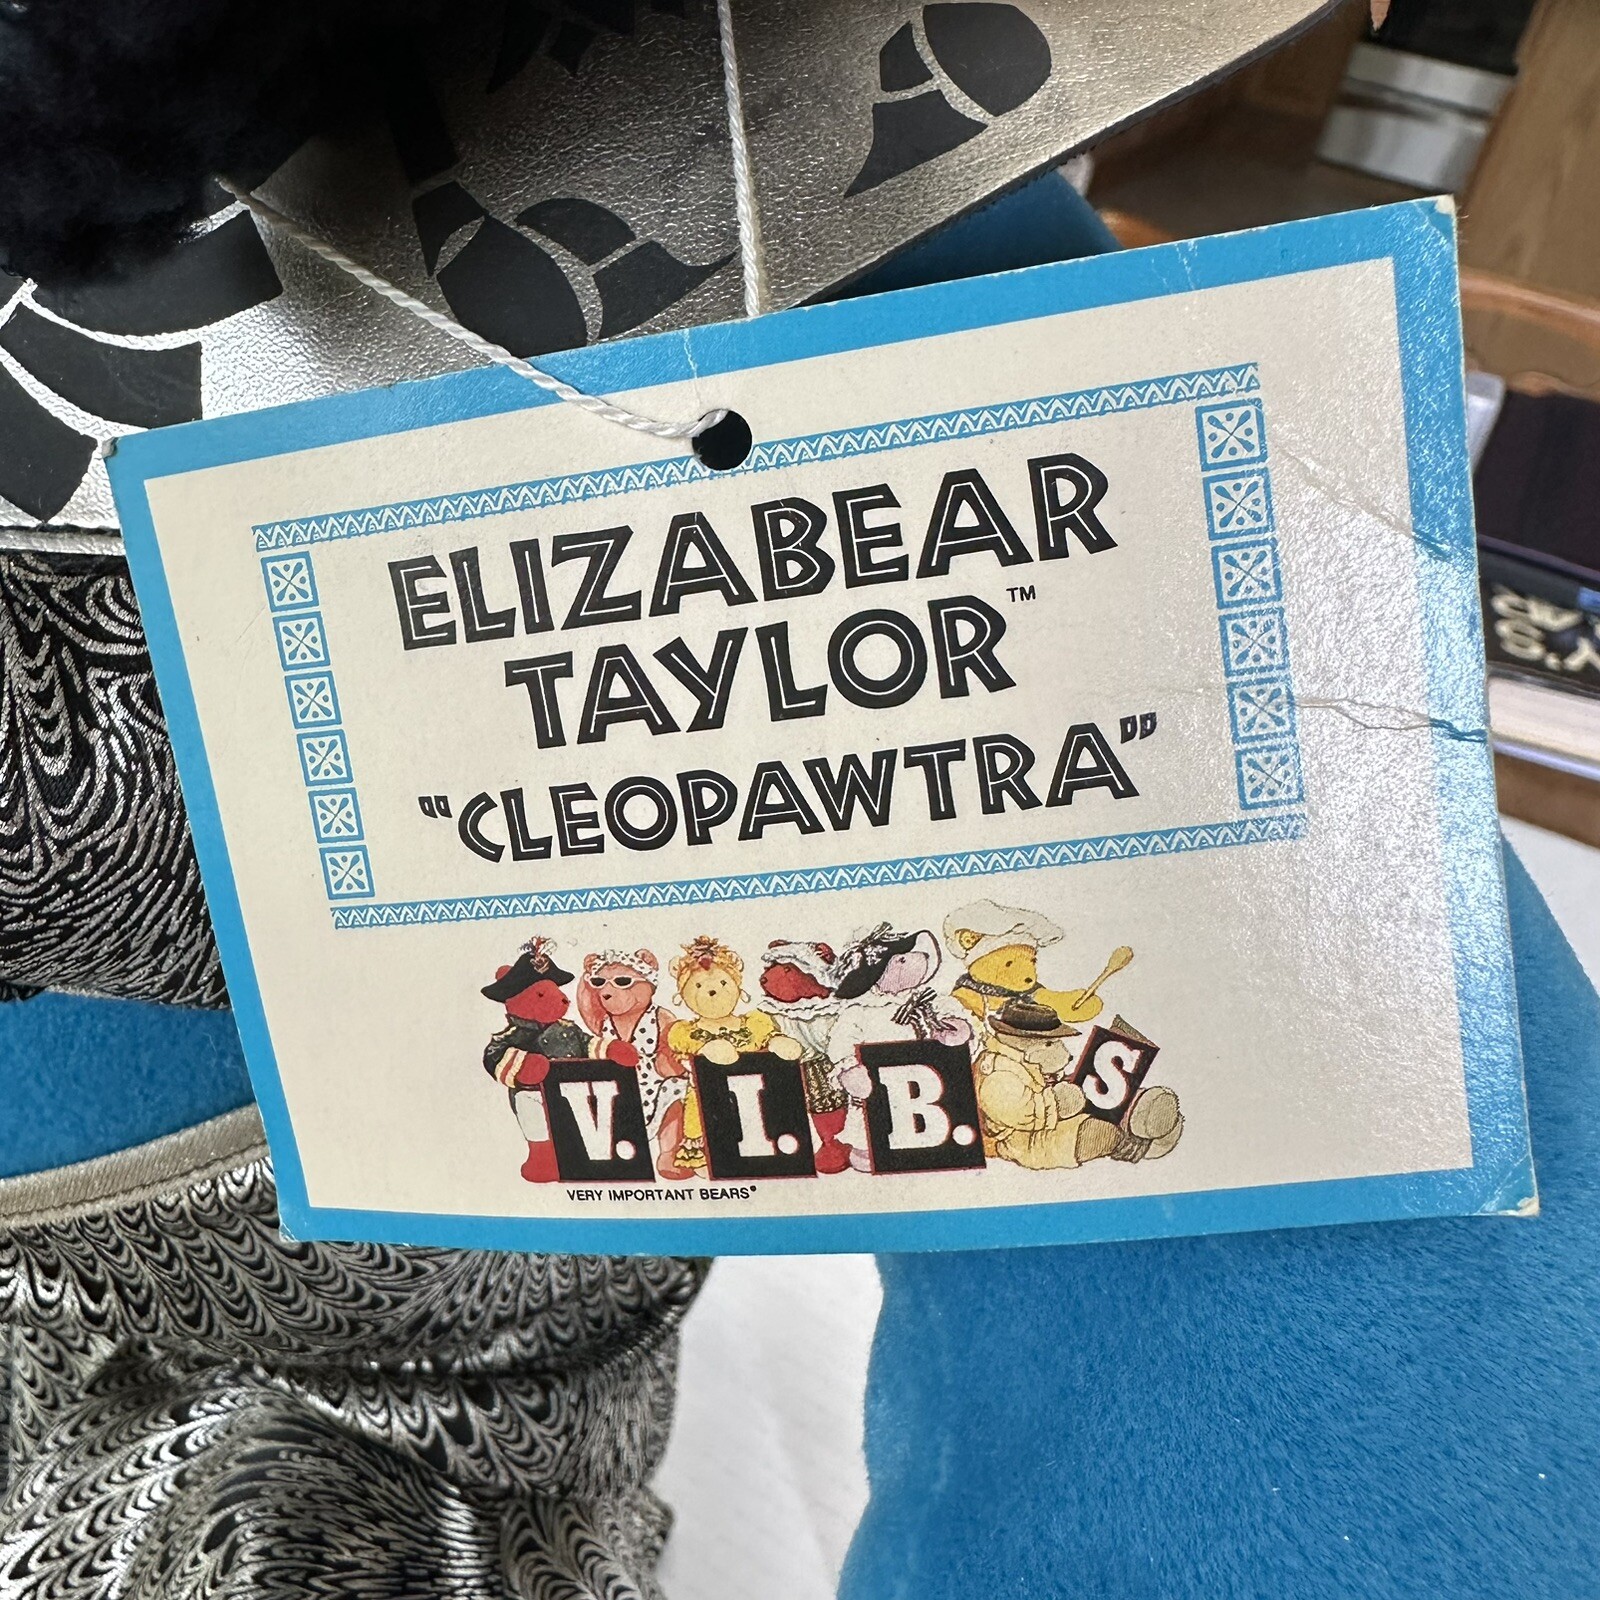 ELIZABEAR
TAYLOR™
"CLEOPAWTRA"
V. I. B. S
VERY IMPORTANT BEARS®